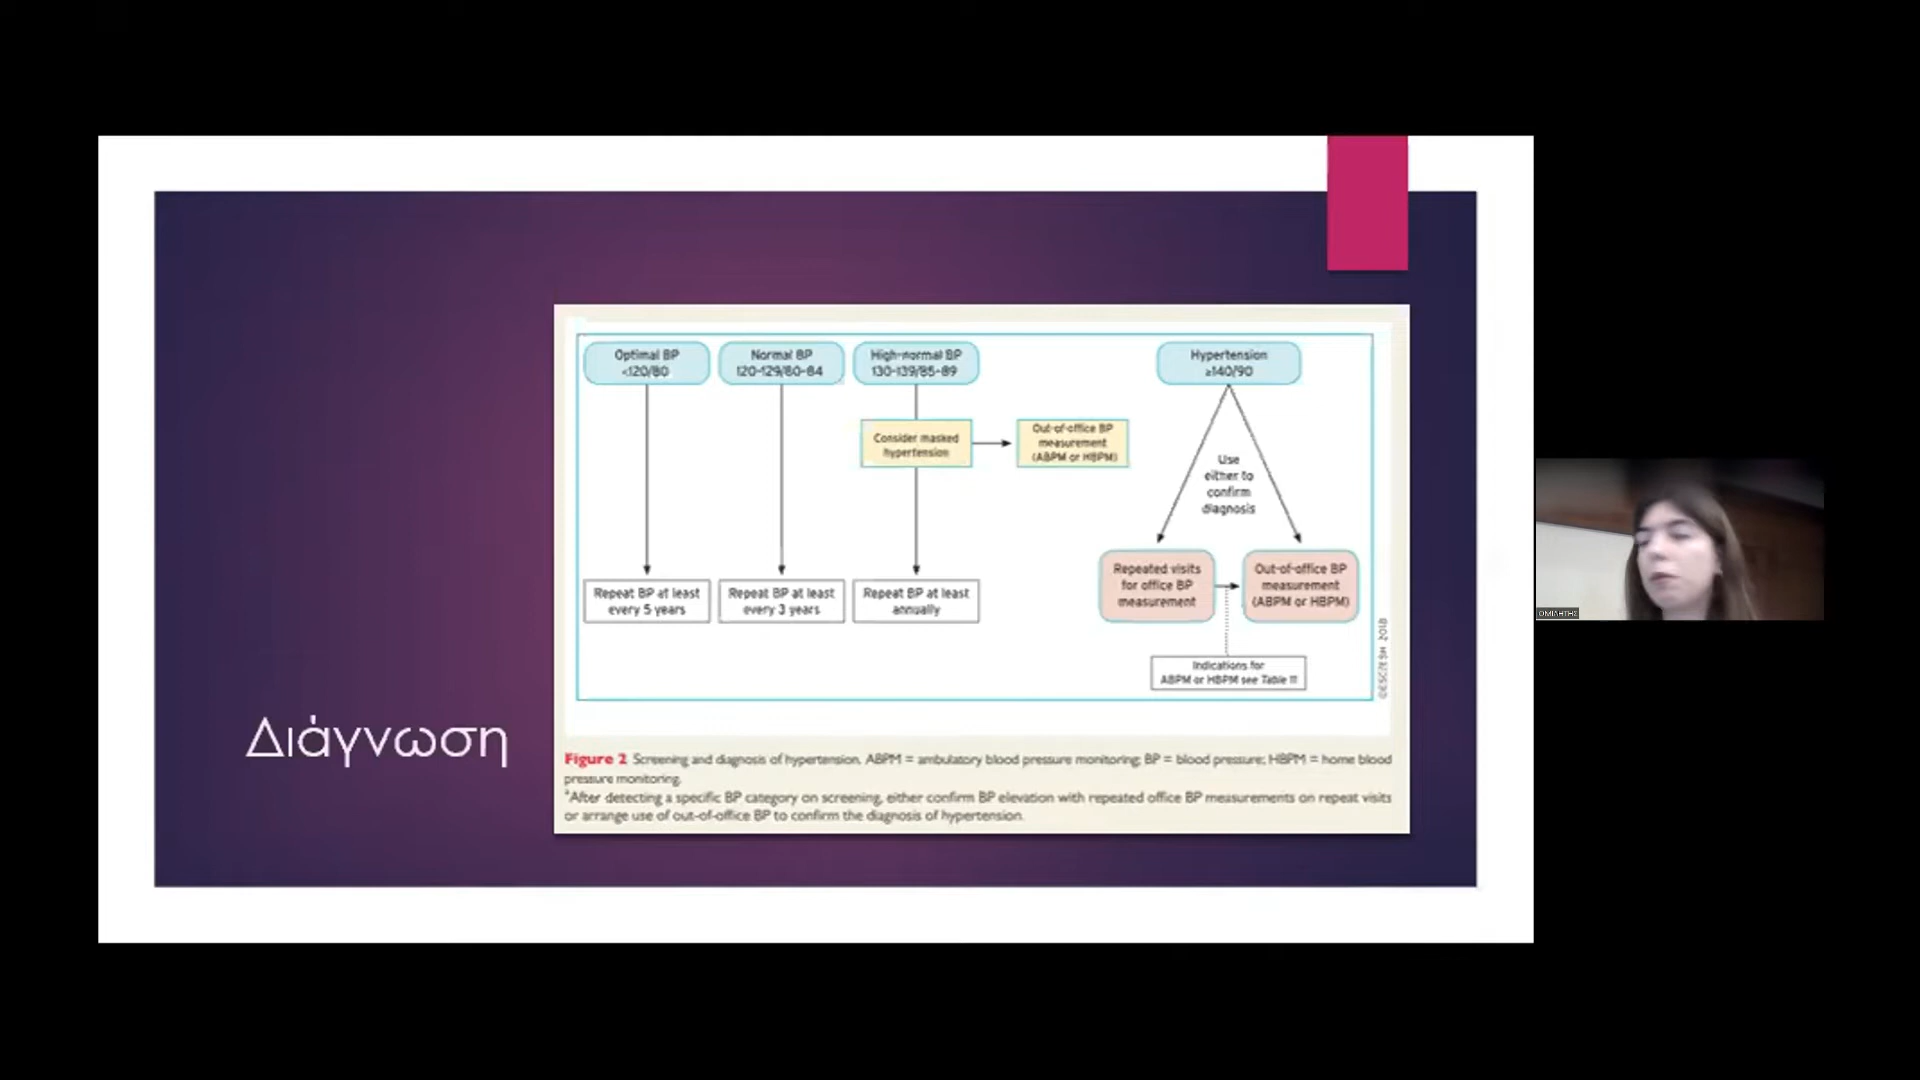 Optimal BP
<120/80
Normal BP
120-129/80-84
High-normal BP
130-139/85-89
Hypertension
≥140/90
Consider masked
hypertension
Out-of-office BP
measurement
(ABPM or HBPM)
Use
either to
confirm
diagnosis
Repeat BP at least
every 5 years
Repeat BP at least
every 3 years
Repeat BP at least
annually
Repeated visits
for office BP
measurement
Out-of-office BP
measurement
(ABPM or HBPM)
Indications for
ABPM or HBPM see Table 11
©ESC/ESH 2018
Διάγνωση
Figure 2 Screening and diagnosis of hypertension. ABPM = ambulatory blood pressure monitoring; BP = blood pressure; HBPM = home blood
pressure monitoring.
ᵃAfter detecting a specific BP category on screening, either confirm BP elevation with repeated office BP measurements on repeat visits
or arrange use of out-of-office BP to confirm the diagnosis of hypertension.
ΟΜΙΛΗΤΗΣ